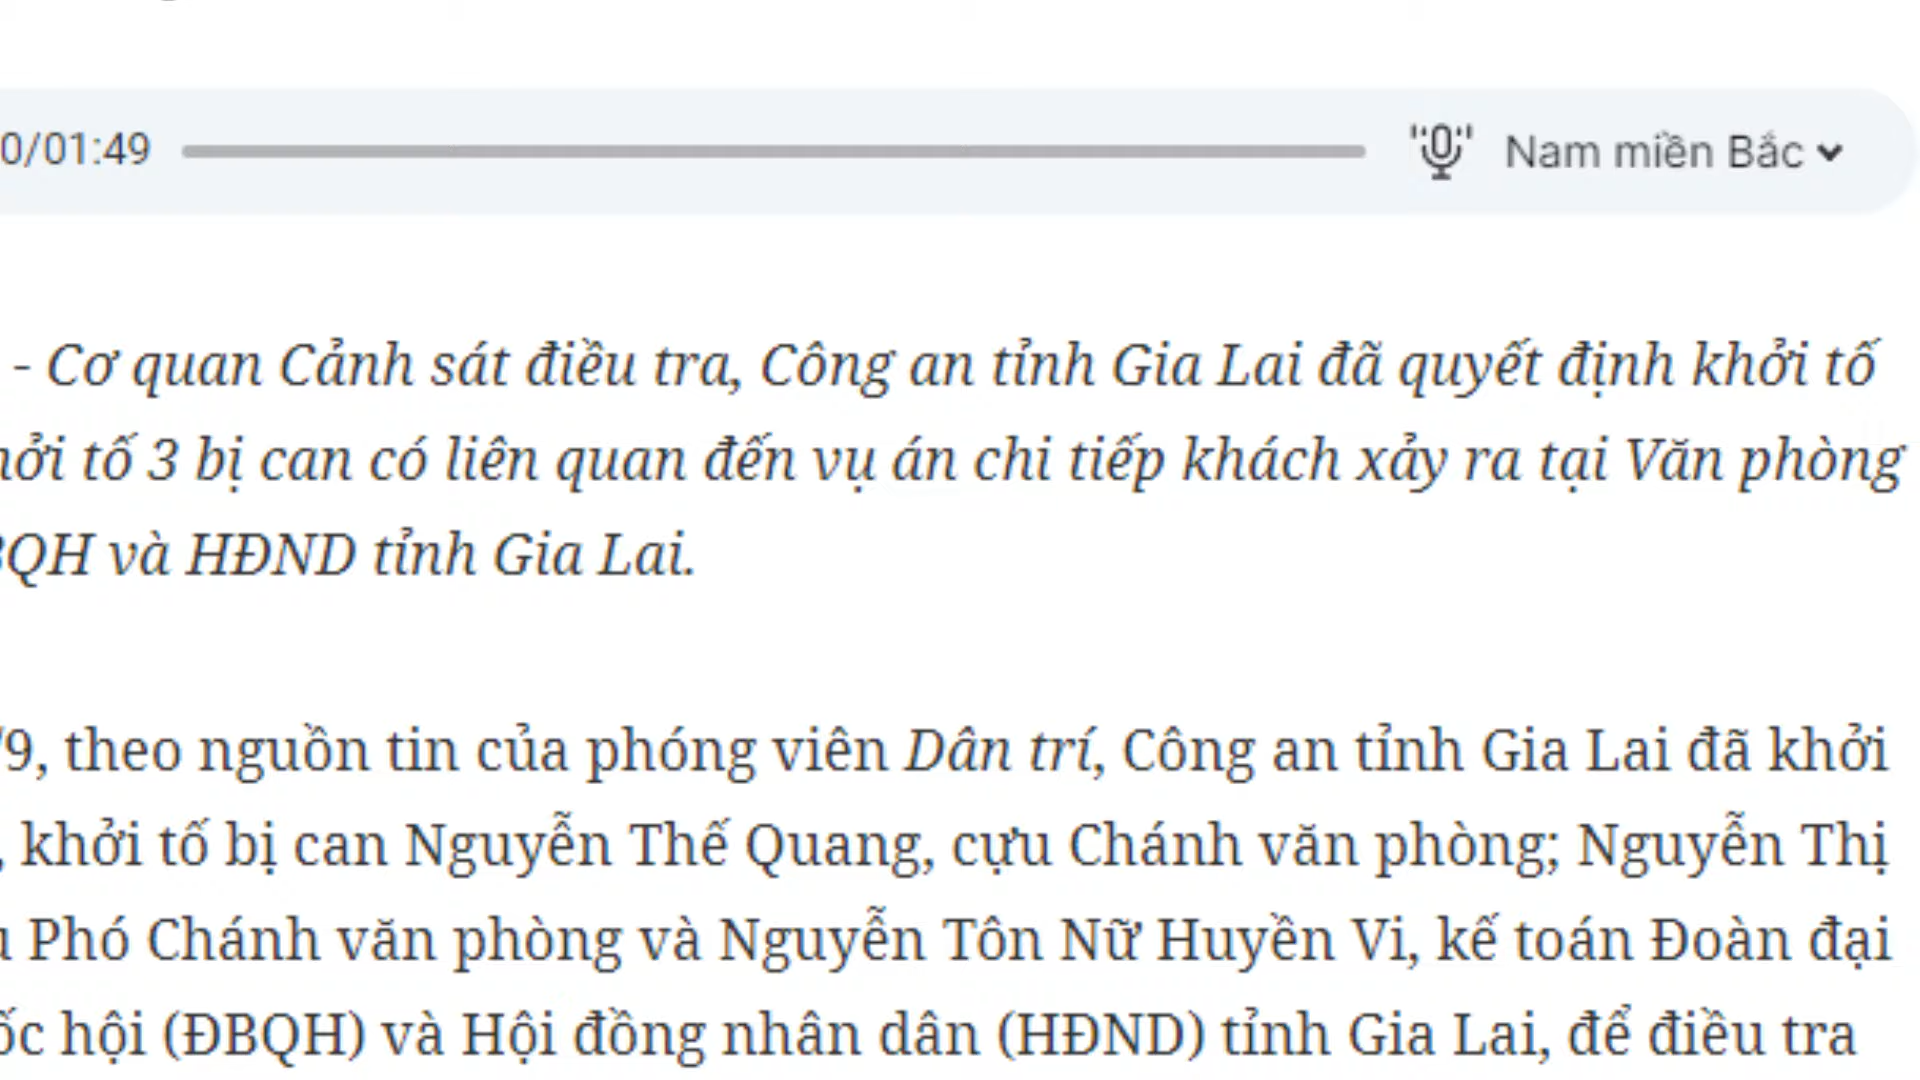 0/01:49 Nam miền Bắc
- Cơ quan Cảnh sát điều tra, Công an tỉnh Gia Lai đã quyết định khởi tố
tố 3 bị can có liên quan đến vụ án chi tiếp khách xảy ra tại Văn phòng
và HĐND tỉnh Gia Lai.
/9, theo nguồn tin của phóng viên Dân trí, Công an tỉnh Gia Lai đã khởi
, khởi tố bị can Nguyễn Thế Quang, cựu Chánh văn phòng; Nguyễn Thị
Phó Chánh văn phòng và Nguyễn Tôn Nữ Huyền Vi, kế toán Đoàn đại
hội (ĐBQH) và Hội đồng nhân dân (HĐND) tỉnh Gia Lai, để điều tra